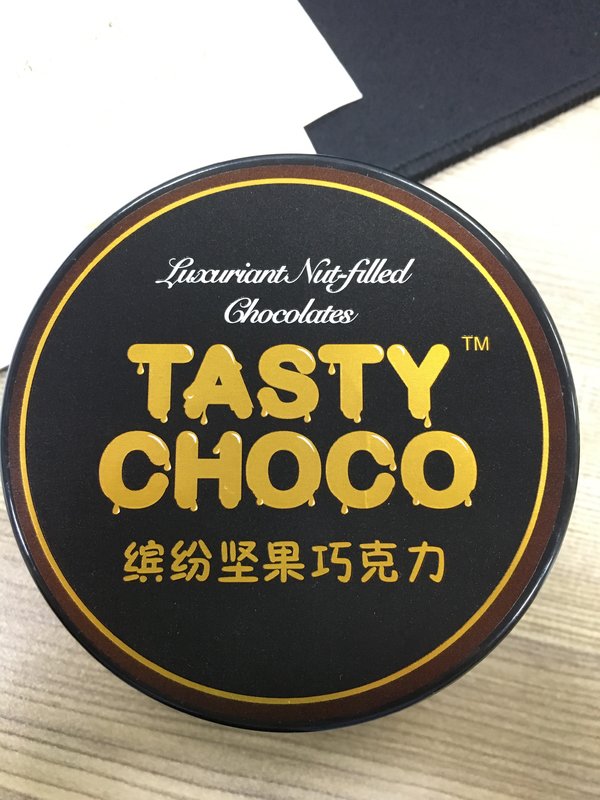 Luxuriant Nut-filled
Chocolates
TASTY™
CHOCO
缤纷坚果巧克力